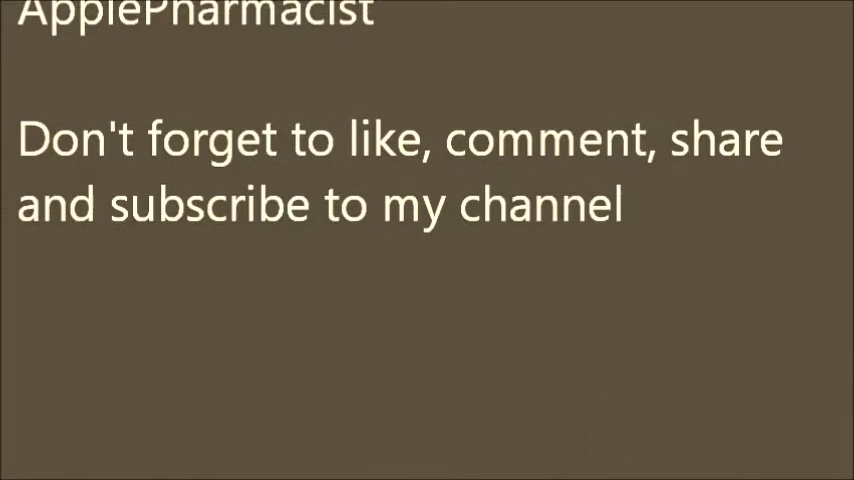 ApplePharmacist
Don't forget to like, comment, share
and subscribe to my channel